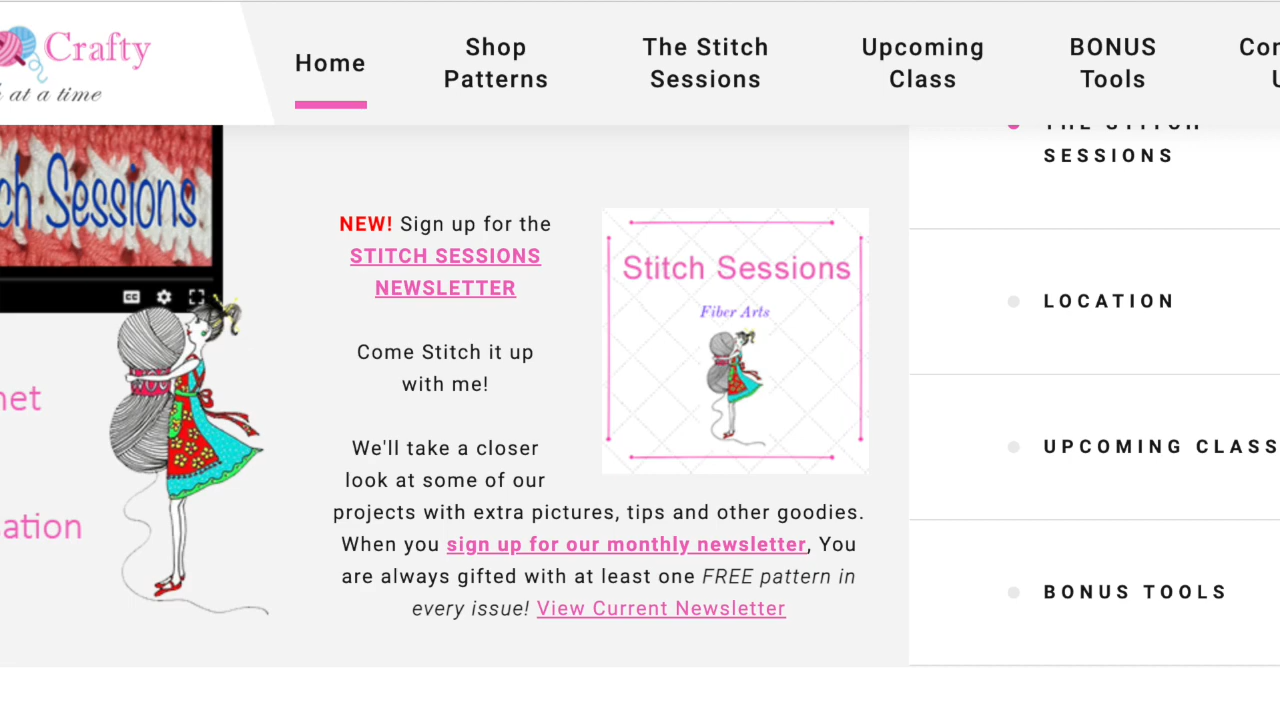 Crafty
at a time
Home
Shop
Patterns
The Stitch
Sessions
Upcoming
Class
BONUS
Tools
ch Sessions
NEW! Sign up for the
STITCH SESSIONS
NEWSLETTER
Come Stitch it up
with me!
We'll take a closer
look at some of our
projects with extra pictures, tips and other goodies.
When you sign up for our monthly newsletter, You
are always gifted with at least one FREE pattern in
every issue! View Current Newsletter
Stitch Sessions
Fiber Arts
net
ation
THE STITCH
SESSIONS
LOCATION
UPCOMING CLASS
BONUS TOOLS